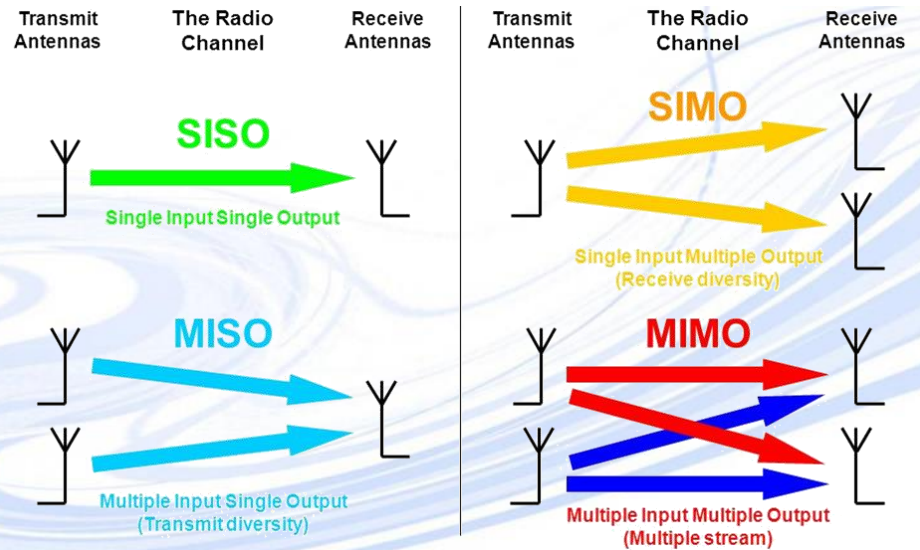 Transmit
Antennas
The Radio
Channel
Receive
Antennas
SISO
Single Input Single Output
MISO
Multiple Input Single Output
(Transmit diversity)
Transmit
Antennas
The Radio
Channel
Receive
Antennas
SIMO
Single Input Multiple Output
(Receive diversity)
MIMO
Multiple Input Multiple Output
(Multiple stream)